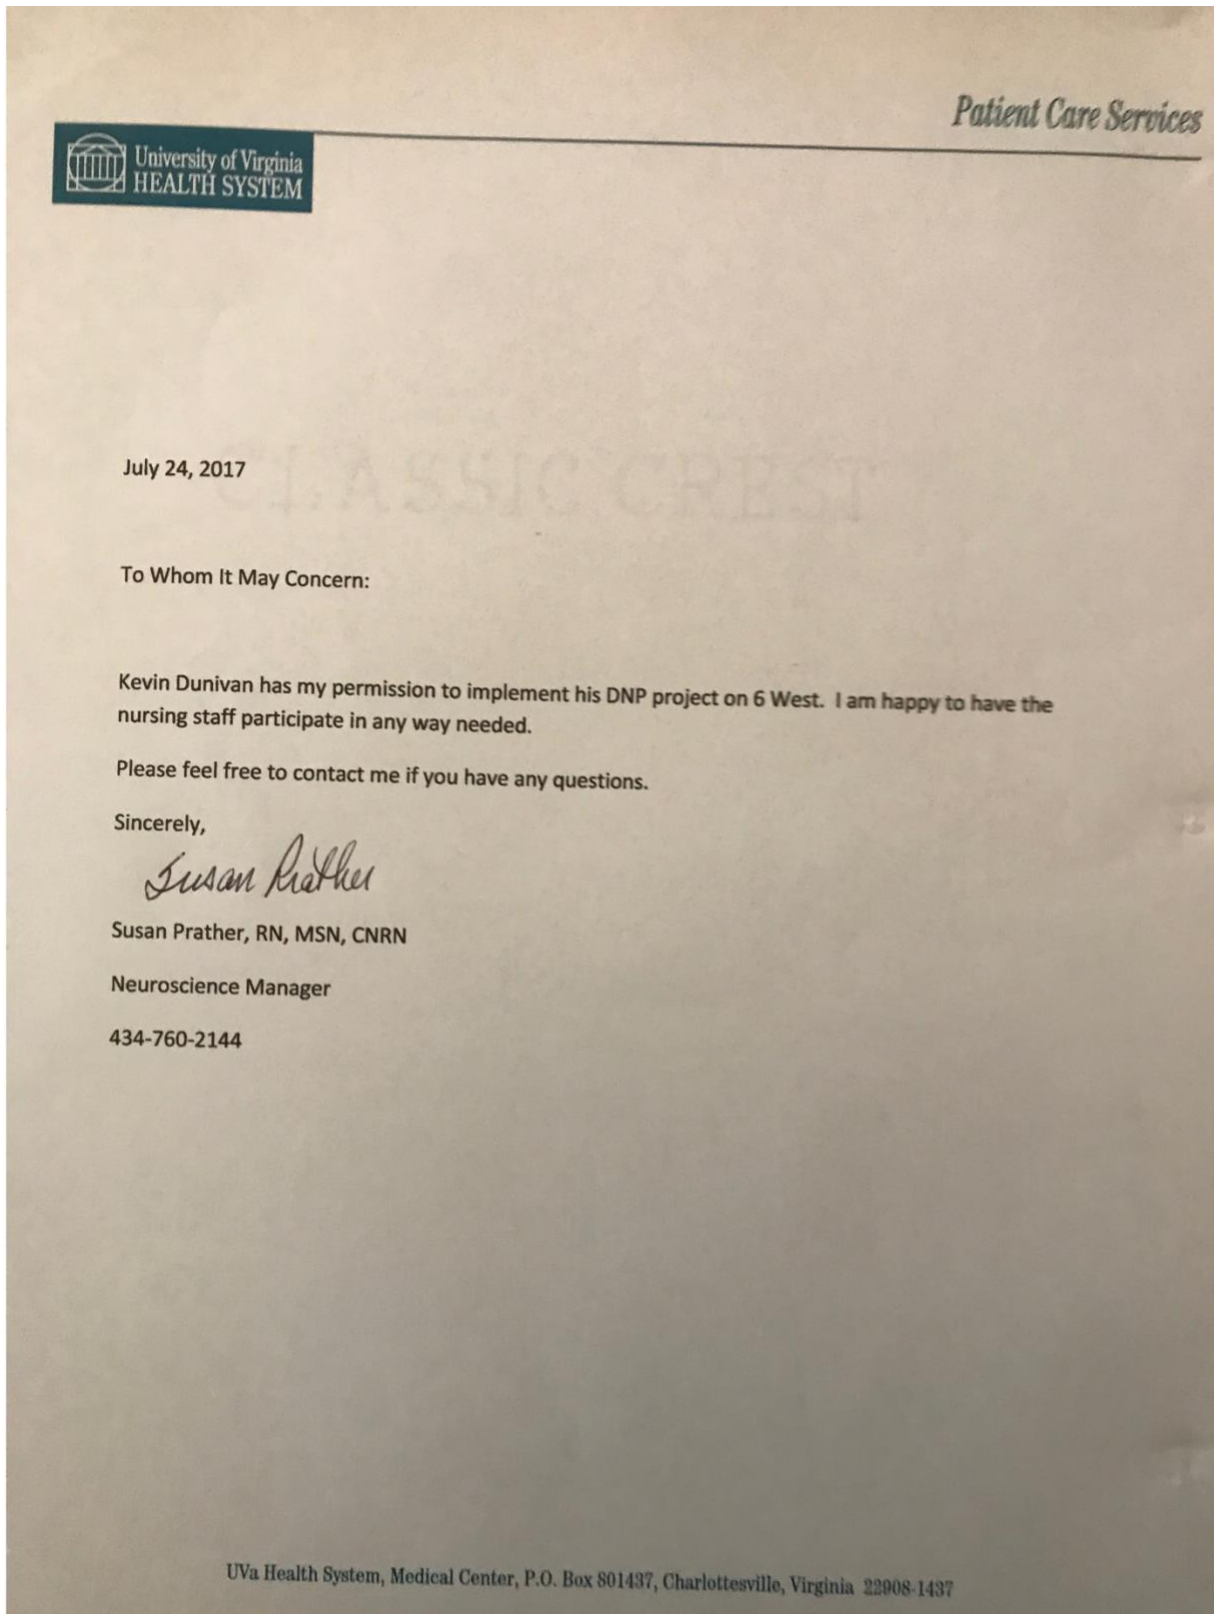 Patient Care Services
University of Virginia
HEALTH SYSTEM
July 24, 2017
CLASSIC CREST
To Whom It May Concern:
Kevin Dunivan has my permission to implement his DNP project on 6 West. I am happy to have the
nursing staff participate in any way needed.
Please feel free to contact me if you have any questions.
Sincerely,
Susan Prather
Susan Prather, RN, MSN, CNRN
Neuroscience Manager
434-760-2144
UVa Health System, Medical Center, P.O. Box 801437, Charlottesville, Virginia 22908-1437